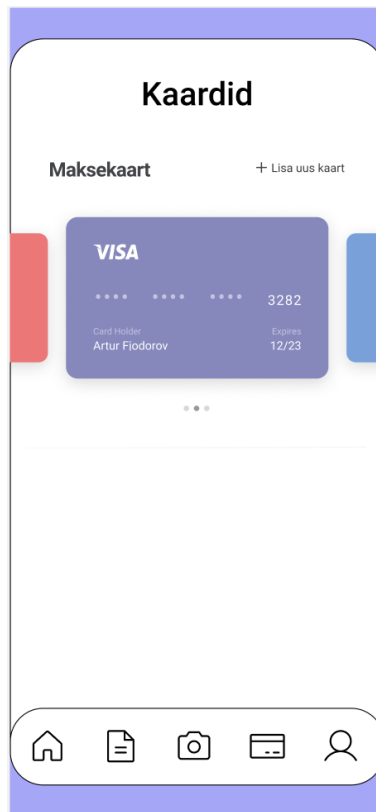 Kaardid
Maksekaart
+ Lisa uus kaart
VISA
•••• •••• •••• 3282
Card Holder
Expires
Artur Fjodorov
12/23